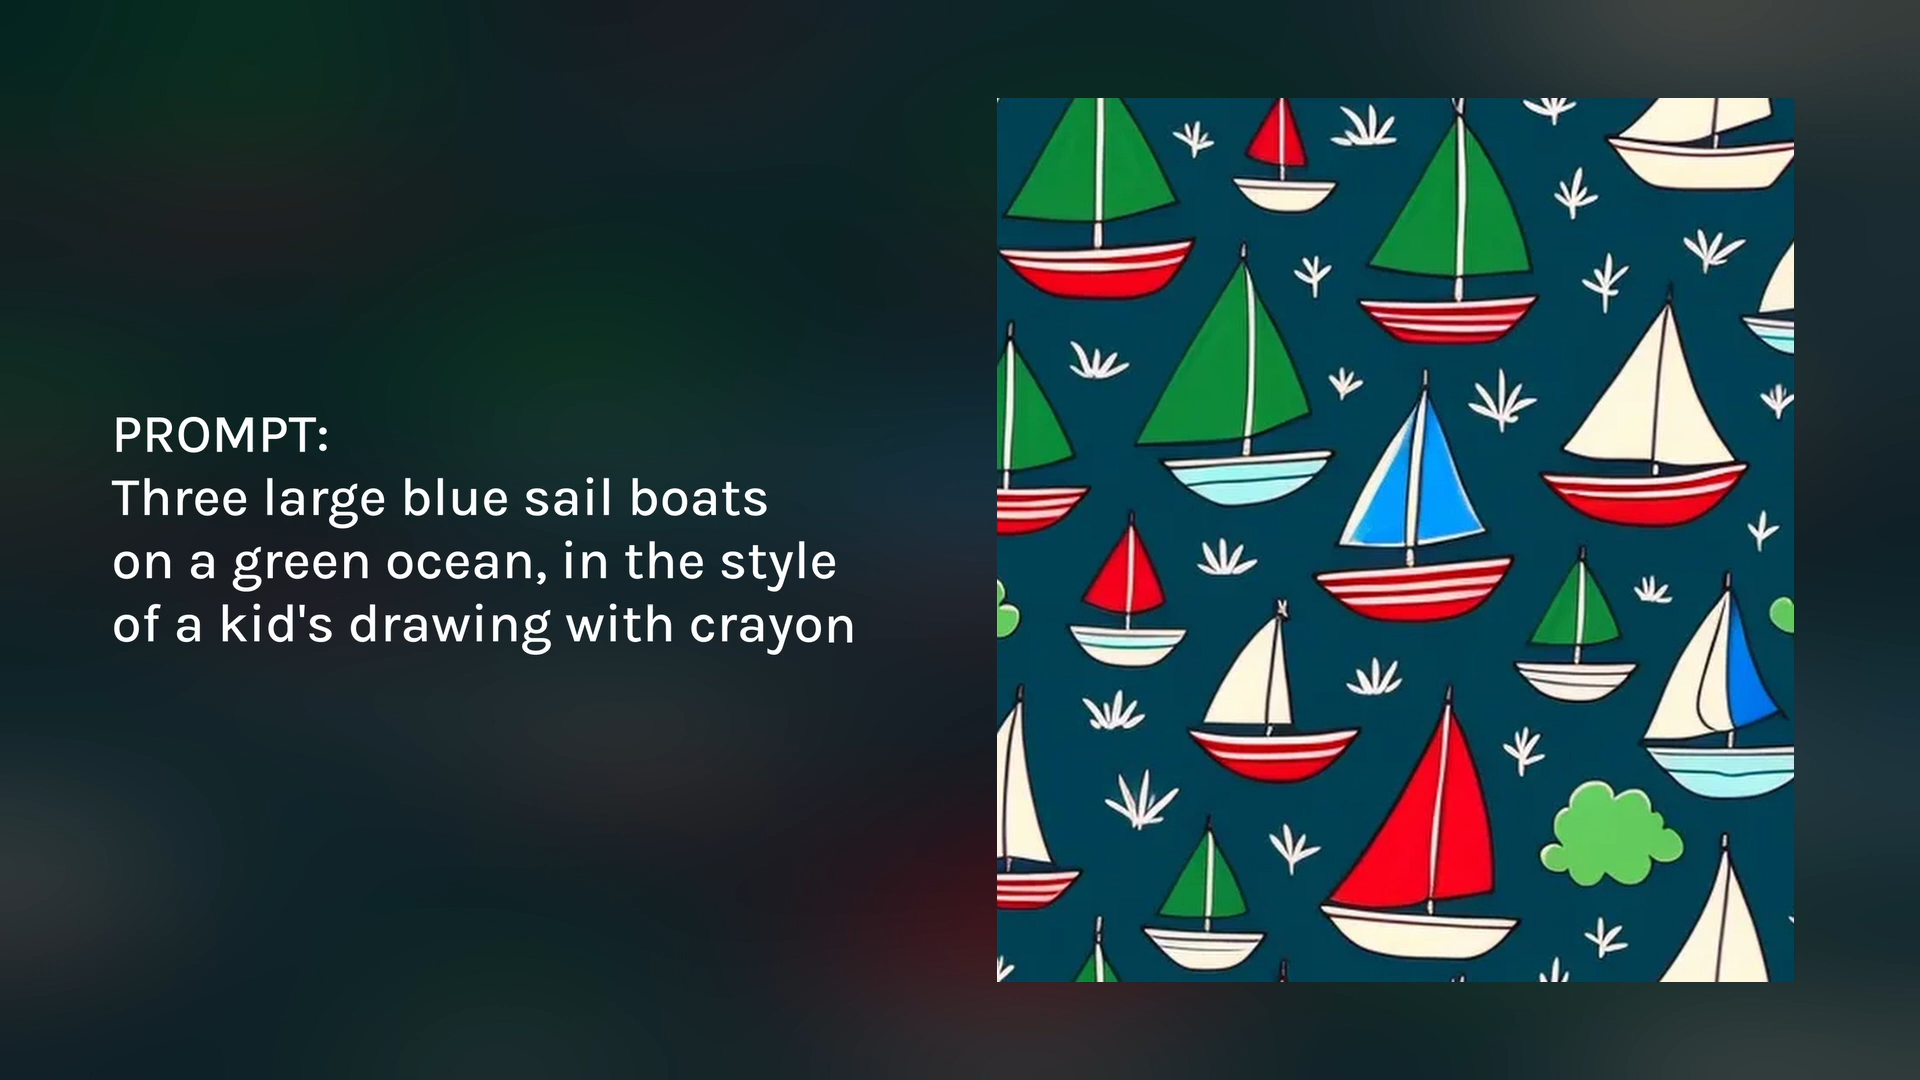 PROMPT:
Three large blue sail boats
on a green ocean, in the style
of a kid's drawing with crayon